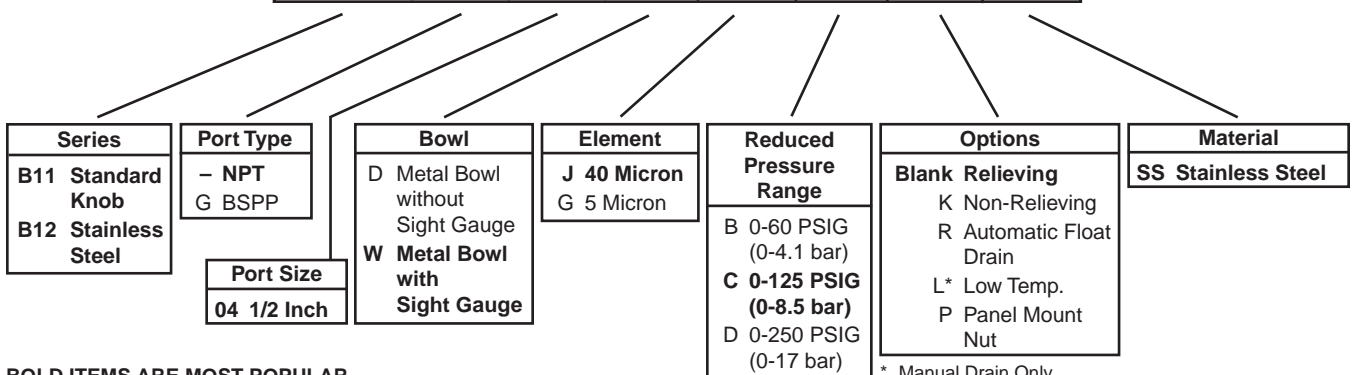 Series
B11 Standard
Knob
B12 Stainless
Steel
Port Type
– NPT
G BSPP
Port Size
04 1/2 Inch
Bowl
D Metal Bowl
without
Sight Gauge
W Metal Bowl
with
Sight Gauge
Element
J 40 Micron
G 5 Micron
Reduced
Pressure
Range
B 0-60 PSIG
(0-4.1 bar)
C 0-125 PSIG
(0-8.5 bar)
D 0-250 PSIG
(0-17 bar)
Options
Blank Relieving
K Non-Relieving
R Automatic Float
Drain
L* Low Temp.
P Panel Mount
Nut
* Manual Drain Only
Material
SS Stainless Steel
BOLD ITEMS ARE MOST POPULAR